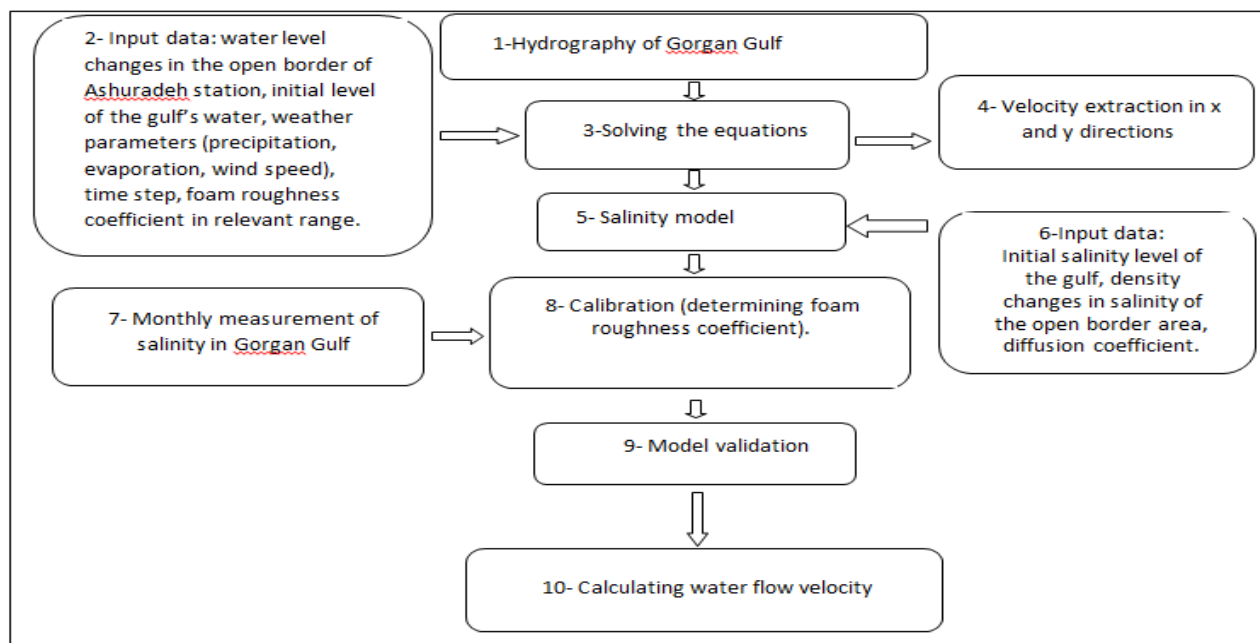 1-Hydrography of Gorgan Gulf
2- Input data: water level
changes in the open border of
Ashuradeh station, initial level
of the gulf's water, weather
parameters (precipitation,
evaporation, wind speed),
time step, foam roughness
coefficient in relevant range.
3-Solving the equations
4- Velocity extraction in x
and y directions
5- Salinity model
6-Input data:
Initial salinity level of
the gulf, density
changes in salinity of
the open border area,
diffusion coefficient.
7- Monthly measurement of
salinity in Gorgan Gulf
8- Calibration (determining foam
roughness coefficient).
9- Model validation
10- Calculating water flow velocity